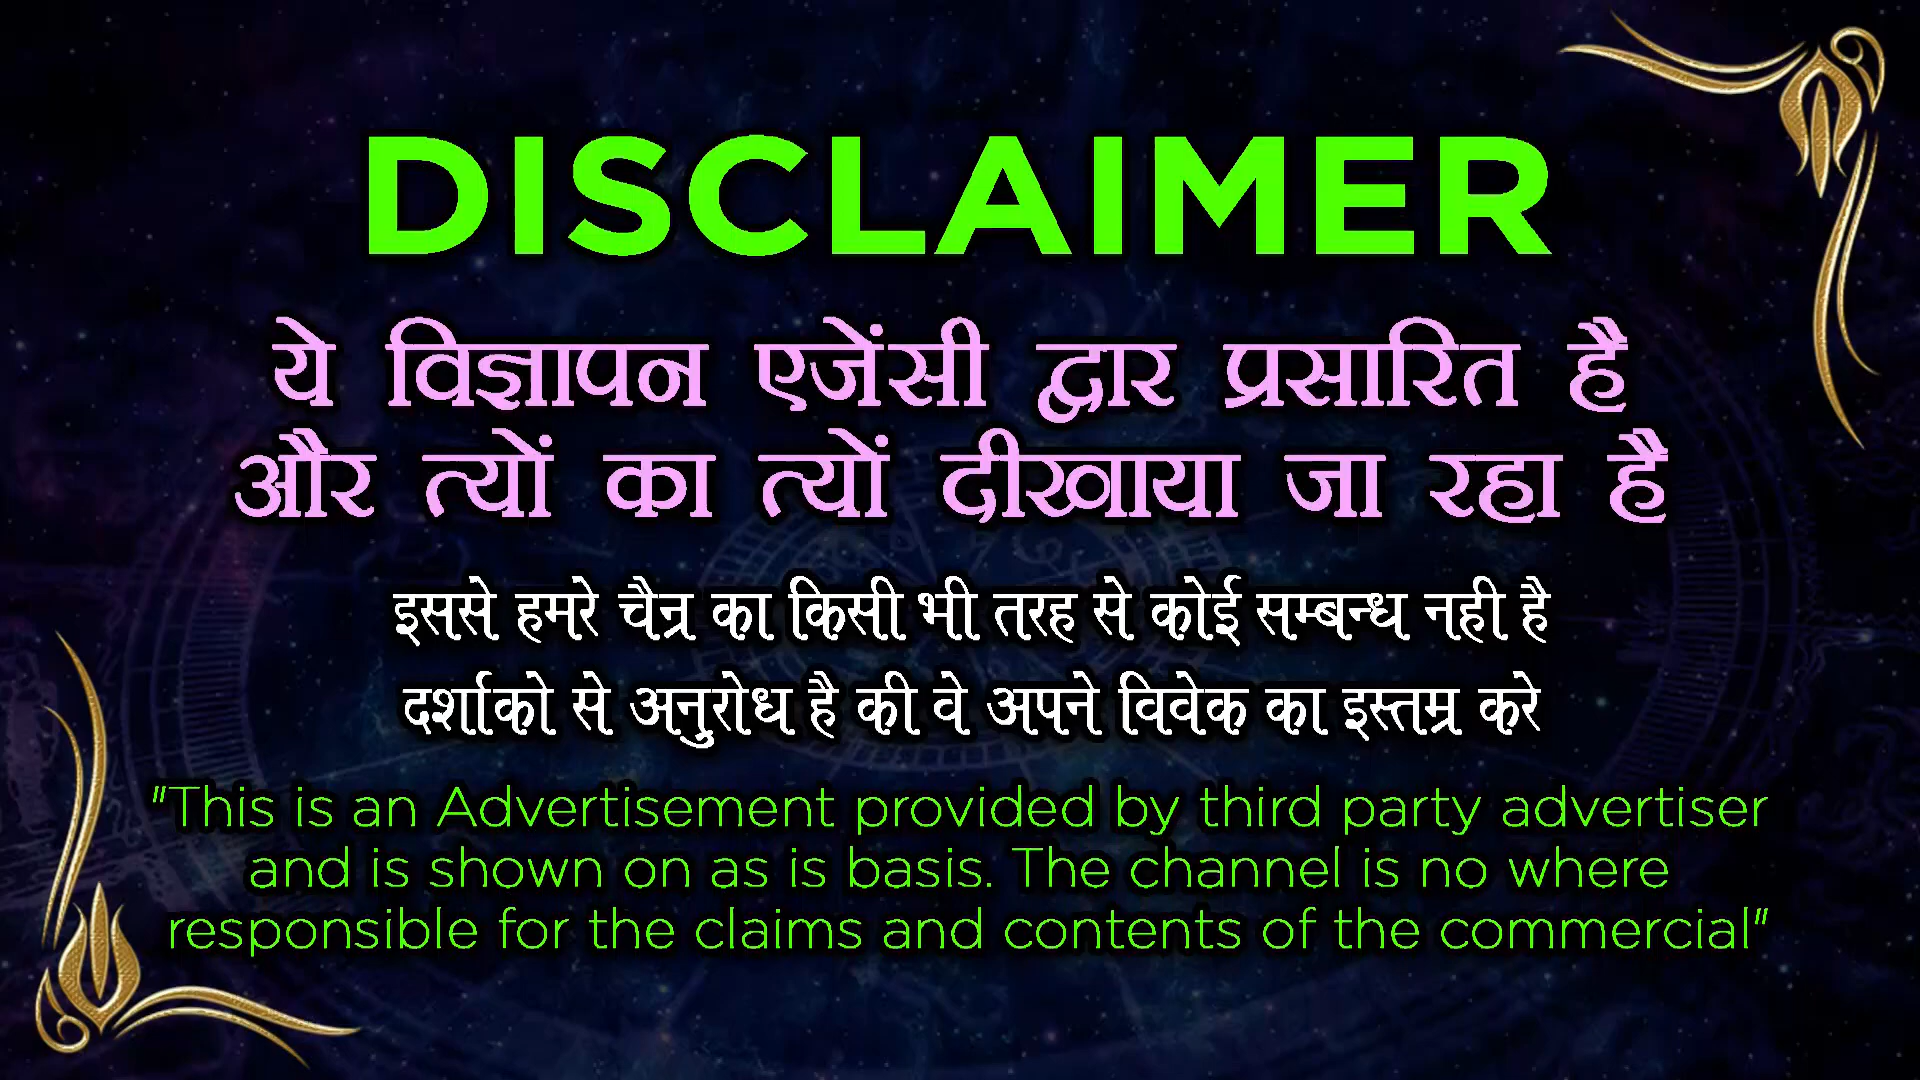 DISCLAIMER
ये विज्ञापन एजेंसी द्वार प्रसारित है
और त्यों का त्यों दीखाया जा रहा है
इससे हमरे चैन्र का किसी भी तरह से कोई सम्बन्ध नही है
दर्शाको से अनुरोध है की वे अपने विवेक का इस्तम्र करे
"This is an Advertisement provided by third party advertiser
and is shown on as is basis. The channel is no where
responsible for the claims and contents of the commercial"